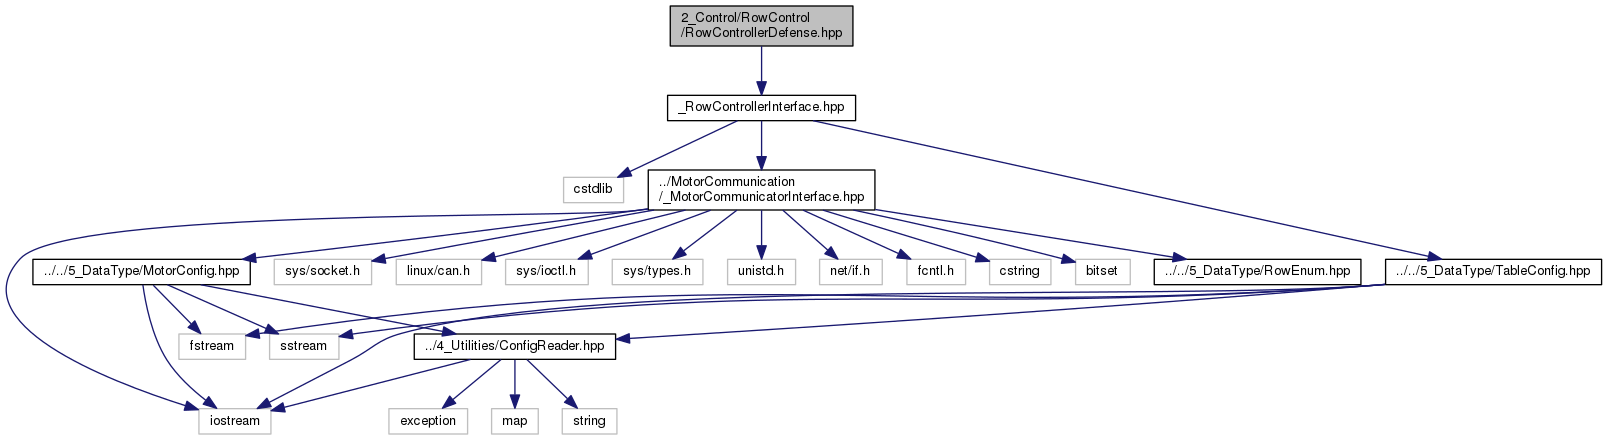 2_Control/RowControl
/RowControllerDefense.hpp
_RowControllerInterface.hpp
cstdlib
../MotorCommunication
/_MotorCommunicatorInterface.hpp
../../5_DataType/MotorConfig.hpp
sys/socket.h
linux/can.h
sys/ioctl.h
sys/types.h
unistd.h
net/if.h
fcntl.h
cstring
bitset
../../5_DataType/RowEnum.hpp
../../5_DataType/TableConfig.hpp
fstream
sstream
../4_Utilities/ConfigReader.hpp
iostream
exception
map
string